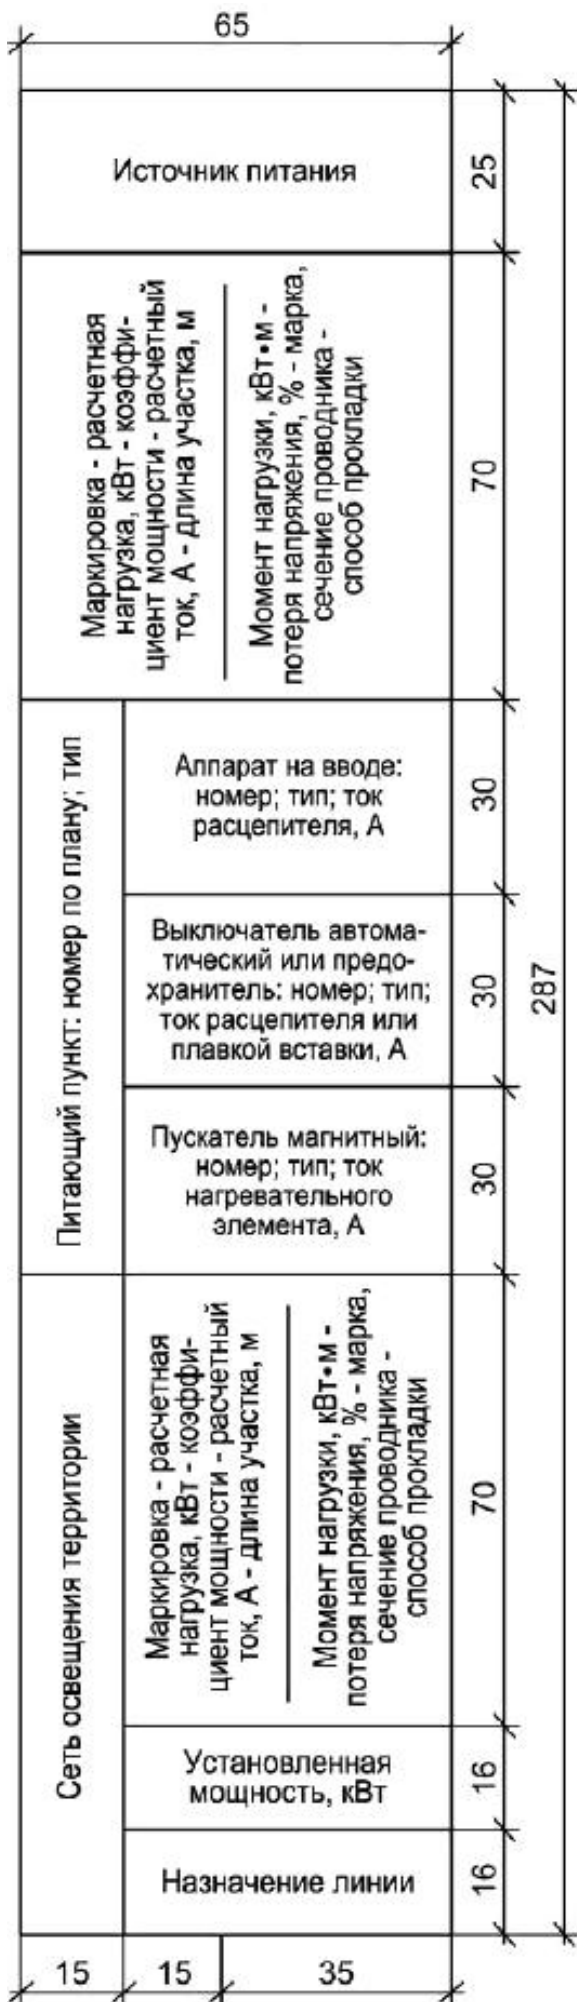 65
Источник питания
25
Маркировка - расчетная
нагрузка, кВт - коэффи-
циент мощности - расчетный
ток, А - длина участка, м
Момент нагрузки, кВт•м -
потеря напряжения, % - марка,
сечение проводника -
способ прокладки
70
Питающий пункт: номер по плану; тип
Аппарат на вводе:
номер; тип; ток
расцепителя, А
30
Выключатель автома-
тический или предо-
хранитель: номер; тип;
ток расцепителя или
плавкой вставки, А
30
287
Пускатель магнитный:
номер; тип; ток
нагревательного
элемента, А
30
Сеть освещения территории
Маркировка - расчетная
нагрузка, кВт - коэффи-
циент мощности - расчетный
ток, А - длина участка, м
Момент нагрузки, кВт•м -
потеря напряжения, % - марка,
сечение проводника -
способ прокладки
70
Установленная
мощность, кВт
16
Назначение линии
16
15
15
35